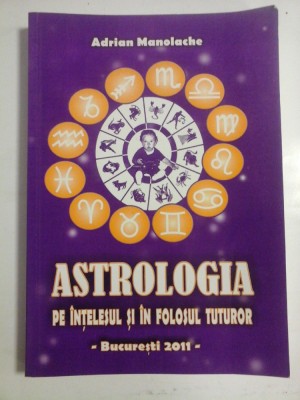 Adrian Manolache
ASTROLOGIA
PE ÎNȚELESUL ȘI ÎN FOLOSUL TUTUROR
- București 2011 -